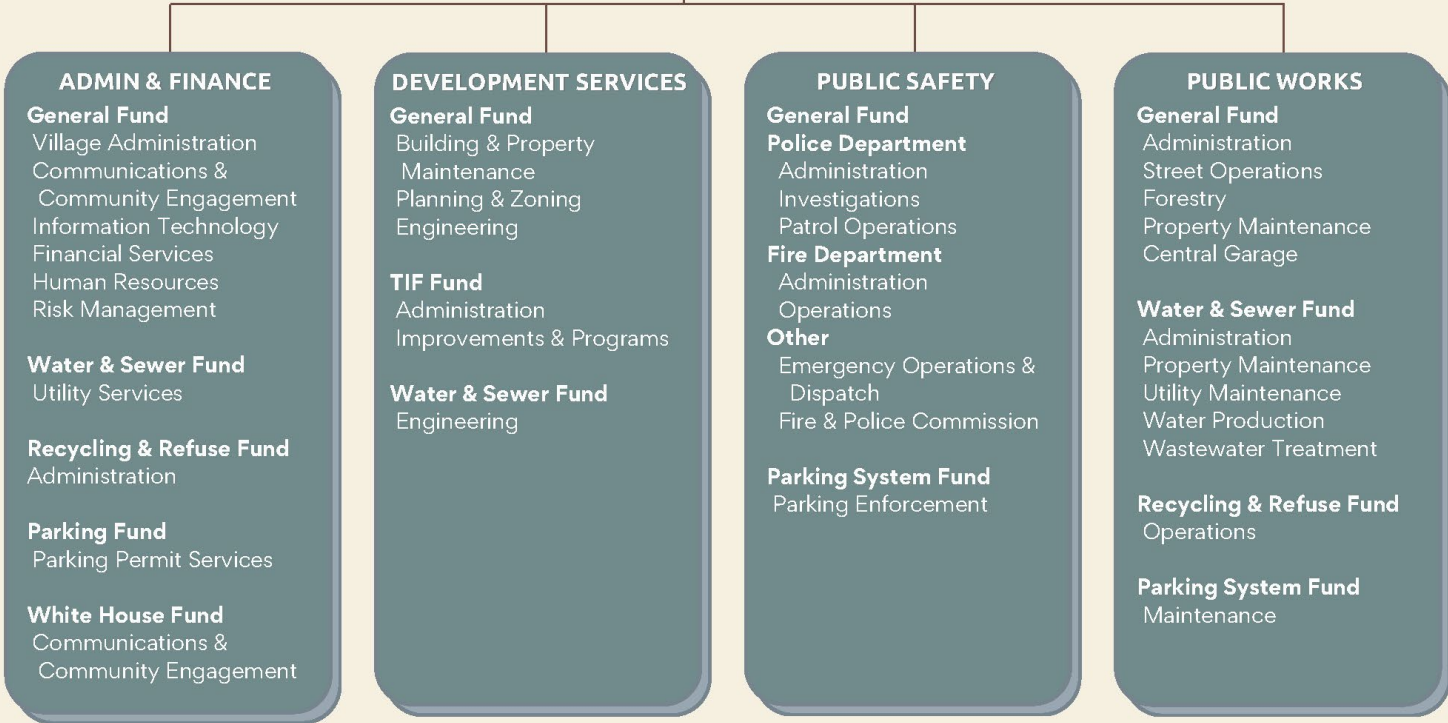 ADMIN & FINANCE
General Fund
Village Administration
Communications &
Community Engagement
Information Technology
Financial Services
Human Resources
Risk Management
Water & Sewer Fund
Utility Services
Recycling & Refuse Fund
Administration
Parking Fund
Parking Permit Services
White House Fund
Communications &
Community Engagement
DEVELOPMENT SERVICES
General Fund
Building & Property
Maintenance
Planning & Zoning
Engineering
TIF Fund
Administration
Improvements & Programs
Water & Sewer Fund
Engineering
PUBLIC SAFETY
General Fund
Police Department
Administration
Investigations
Patrol Operations
Fire Department
Administration
Operations
Other
Emergency Operations &
Dispatch
Fire & Police Commission
Parking System Fund
Parking Enforcement
PUBLIC WORKS
General Fund
Administration
Street Operations
Forestry
Property Maintenance
Central Garage
Water & Sewer Fund
Administration
Property Maintenance
Utility Maintenance
Water Production
Wastewater Treatment
Recycling & Refuse Fund
Operations
Parking System Fund
Maintenance